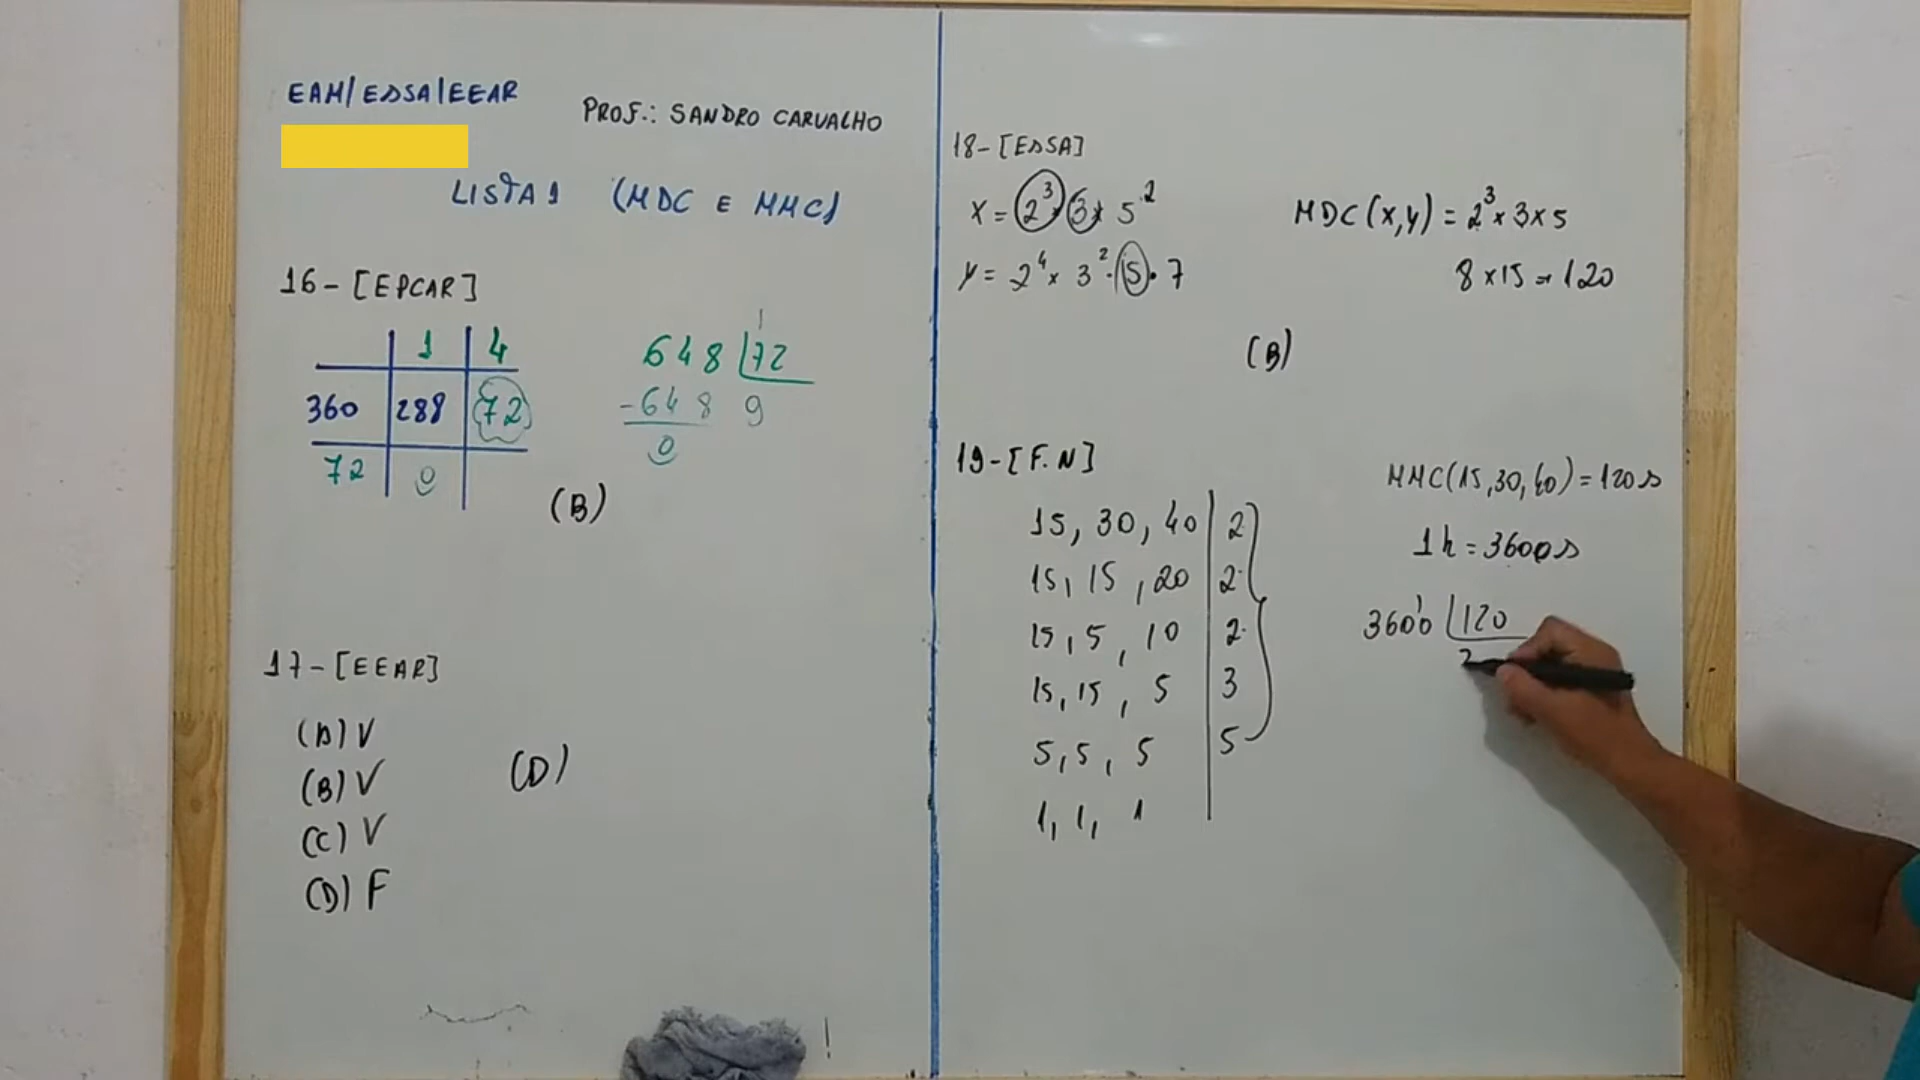 EAM/ESSA/EEAR
PROF.: SANDRO CARVALHO
LISTA 1 (MDC E MMC)
16- [EPCAR]
1 4
360 288 72
72 0
648 72
-648 9
0
(B)
17- [EEAR]
(A) V
(B) V
(C) V
(D) F
(D)
18- [ESSA]
x = 2³ × 3 × 5²
y = 2⁴ × 3² · 5 · 7
MDC(x,y) = 2³ × 3 × 5
8 × 15 = 120
(B)
19- [F.N]
15, 30, 40 | 2
15, 15, 20 | 2
15, 5, 10 | 2
15, 15, 5 | 3
5, 5, 5 | 5
1, 1, 1
MMC(15,30,40) = 120s
1h = 3600s
3600 120